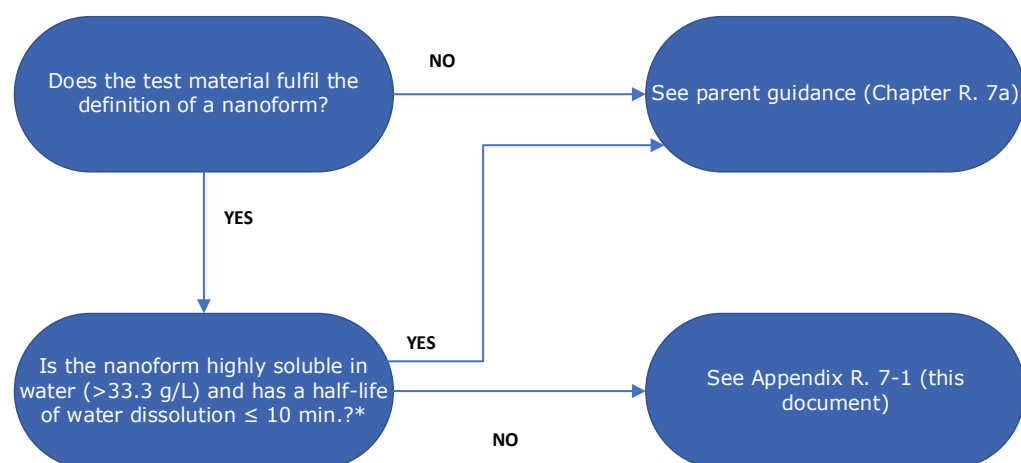 Does the test material fulfil the
definition of a nanoform?
NO
See parent guidance (Chapter R. 7a)
YES
Is the nanoform highly soluble in
water (>33.3 g/L) and has a half-life
of water dissolution ≤ 10 min.?*
YES
See Appendix R. 7-1 (this
document)
NO